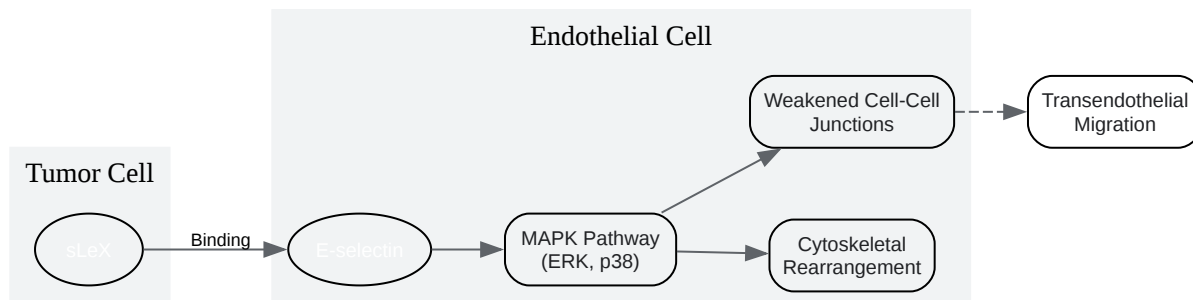 Endothelial Cell
Weakened Cell-Cell
Junctions
Transendothelial
Migration
Tumor Cell
sLeX
Binding
E-selectin
MAPK Pathway
(ERK, p38)
Cytoskeletal
Rearrangement